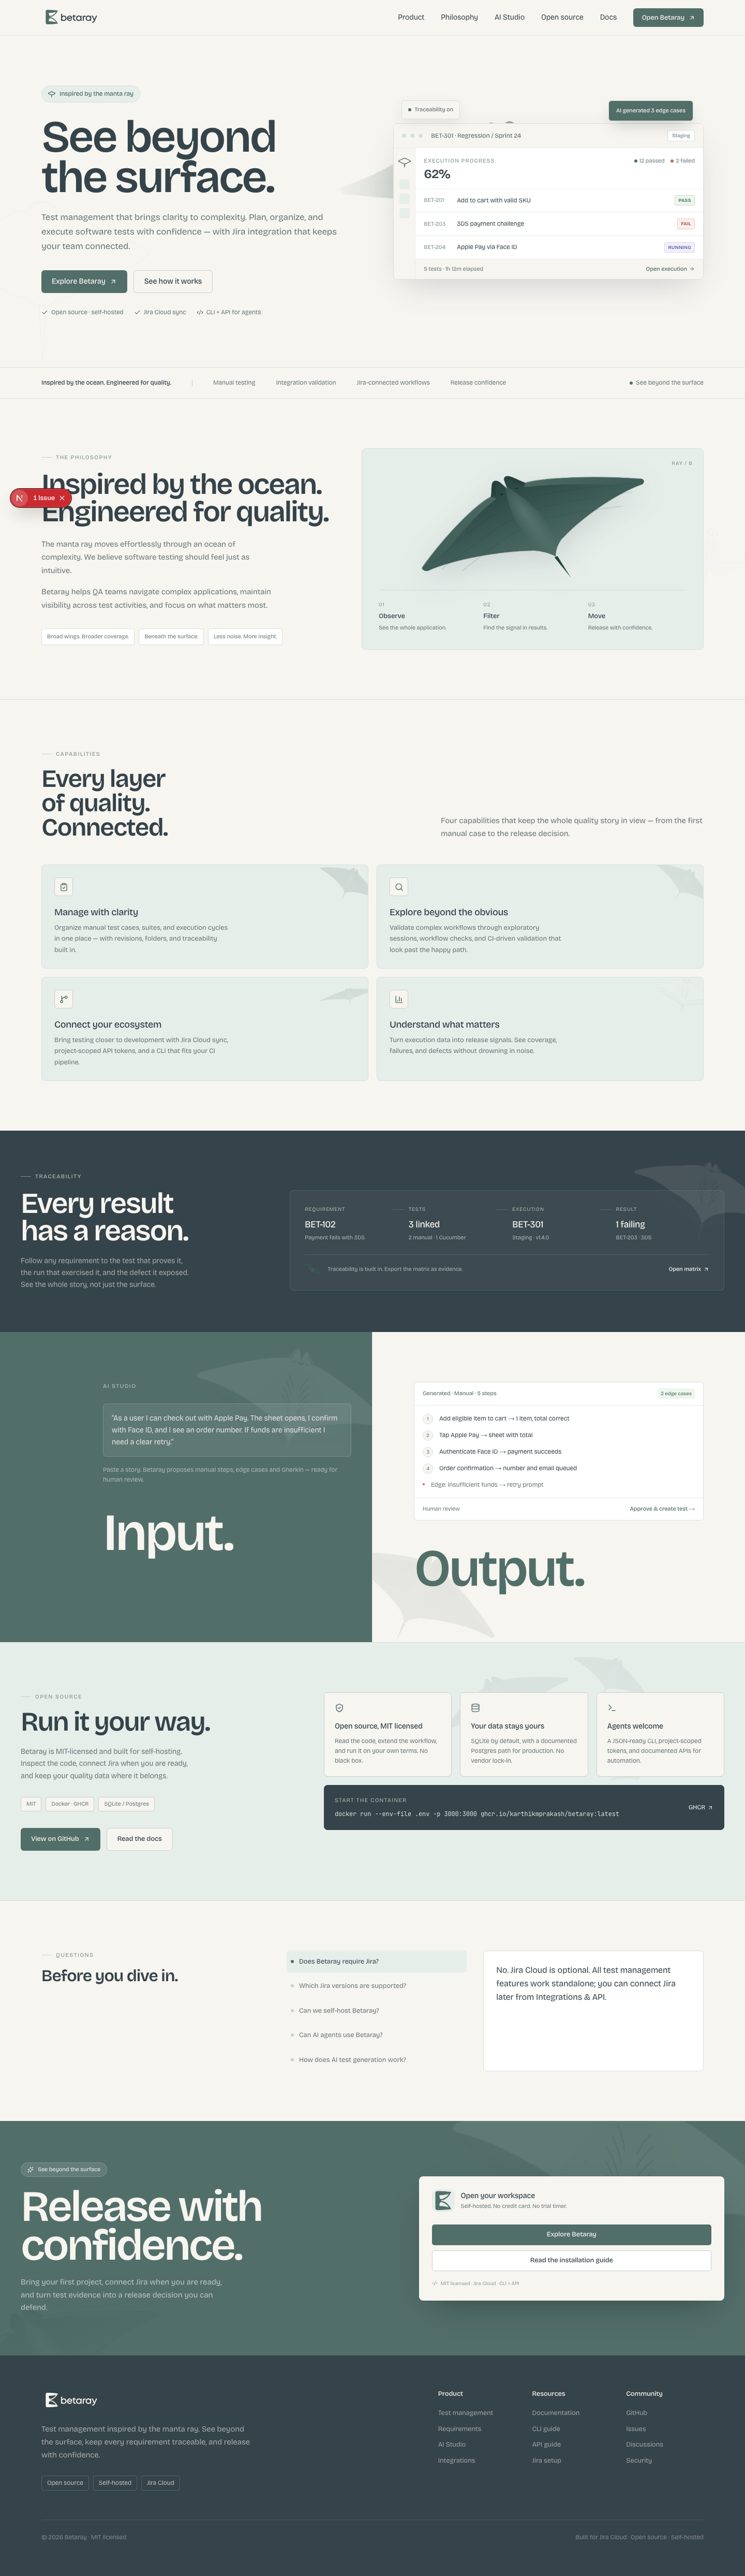 betaray
Product
Philosophy
AI Studio
Open source
Docs
Open Betaray
Inspired by the manta ray
See beyond
the surface.
Test management that brings clarity to complexity. Plan, organize, and
execute software tests with confidence — with Jira integration that keeps
your team connected.
Explore Betaray
See how it works
Open source · self-hosted
Jira Cloud sync
CLI + API for agents
Traceability on
AI generated 3 edge cases
BET-301 · Regression / Sprint 24
Staging
EXECUTION PROGRESS
62%
12 passed
2 failed
BET-201
Add to cart with valid SKU
PASS
BET-203
3DS payment challenge
FAIL
BET-204
Apple Pay via Face ID
RUNNING
5 tests · 1h 12m elapsed
Open execution →
Inspired by the ocean. Engineered for quality.
Manual testing
Integration validation
Jira-connected workflows
Release confidence
See beyond the surface
THE PHILOSOPHY
Inspired by the ocean.
Engineered for quality.
N
1 Issue
The manta ray moves effortlessly through an ocean of
complexity. We believe software testing should feel just as
intuitive.
Betaray helps QA teams navigate complex applications, maintain
visibility across test activities, and focus on what matters most.
Broad wings. Broader coverage.
Beneath the surface.
Less noise. More insight.
RAY / B
01
Observe
See the whole application.
02
Filter
Find the signal in results.
03
Move
Release with confidence.
CAPABILITIES
Every layer
of quality.
Connected.
Four capabilities that keep the whole quality story in view — from the first
manual case to the release decision.
Manage with clarity
Organize manual test cases, suites, and execution cycles
in one place — with revisions, folders, and traceability
built in.
Explore beyond the obvious
Validate complex workflows through exploratory
sessions, workflow checks, and CI-driven validation that
look past the happy path.
Connect your ecosystem
Bring testing closer to development with Jira Cloud sync,
project-scoped API tokens, and a CLI that fits your CI
pipeline.
Understand what matters
Turn execution data into release signals. See coverage,
failures, and defects without drowning in noise.
TRACEABILITY
Every result
has a reason.
Follow any requirement to the test that proves it,
the run that exercised it, and the defect it exposed.
See the whole story, not just the surface.
REQUIREMENT
BET-102
Payment fails with 3DS
TESTS
3 linked
2 manual · 1 Cucumber
EXECUTION
BET-301
Staging · v1.4.0
RESULT
1 failing
BET-203 · 3DS
Traceability is built in. Export the matrix as evidence.
Open matrix
AI STUDIO
"As a user I can check out with Apple Pay. The sheet opens, I confirm
with Face ID, and I see an order number. If funds are insufficient I
need a clear retry."
Paste a story. Betaray proposes manual steps, edge cases and Gherkin — ready for
human review.
Input.
Generated · Manual · 5 steps
2 edge cases
1 Add eligible item to cart → 1 item, total correct
2 Tap Apple Pay → sheet with total
3 Authenticate Face ID → payment succeeds
4 Order confirmation → number and email queued
• Edge: insufficient funds → retry prompt
Human review
Approve & create test →
Output.
OPEN SOURCE
Run it your way.
Betaray is MIT-licensed and built for self-hosting.
Inspect the code, connect Jira when you are ready,
and keep your quality data where it belongs.
MIT
Docker · GHCR
SQLite / Postgres
View on GitHub
Read the docs
Open source, MIT licensed
Read the code, extend the workflow,
and run it on your own terms. No
black box.
Your data stays yours
SQLite by default, with a documented
Postgres path for production. No
vendor lock-in.
Agents welcome
A JSON-ready CLI, project-scoped
tokens, and documented APIs for
automation.
START THE CONTAINER
docker run --env-file .env -p 3000:3000 ghcr.io/karthikmprakash/betaray:latest
GHCR
QUESTIONS
Before you dive in.
Does Betaray require Jira?
Which Jira versions are supported?
Can we self-host Betaray?
Can AI agents use Betaray?
How does AI test generation work?
No. Jira Cloud is optional. All test management
features work standalone; you can connect Jira
later from Integrations & API.
See beyond the surface
Release with
confidence.
Bring your first project, connect Jira when you are ready,
and turn test evidence into a release decision you can
defend.
Open your workspace
Self-hosted. No credit card. No trial timer.
Explore Betaray
Read the installation guide
MIT licensed · Jira Cloud · CLI + API
betaray
Test management inspired by the manta ray. See beyond
the surface, keep every requirement traceable, and release
with confidence.
Open source
Self-hosted
Jira Cloud
Product
Test management
Requirements
AI Studio
Integrations
Resources
Documentation
CLI guide
API guide
Jira setup
Community
GitHub
Issues
Discussions
Security
© 2026 Betaray · MIT licensed
Built for Jira Cloud · Open source · Self-hosted